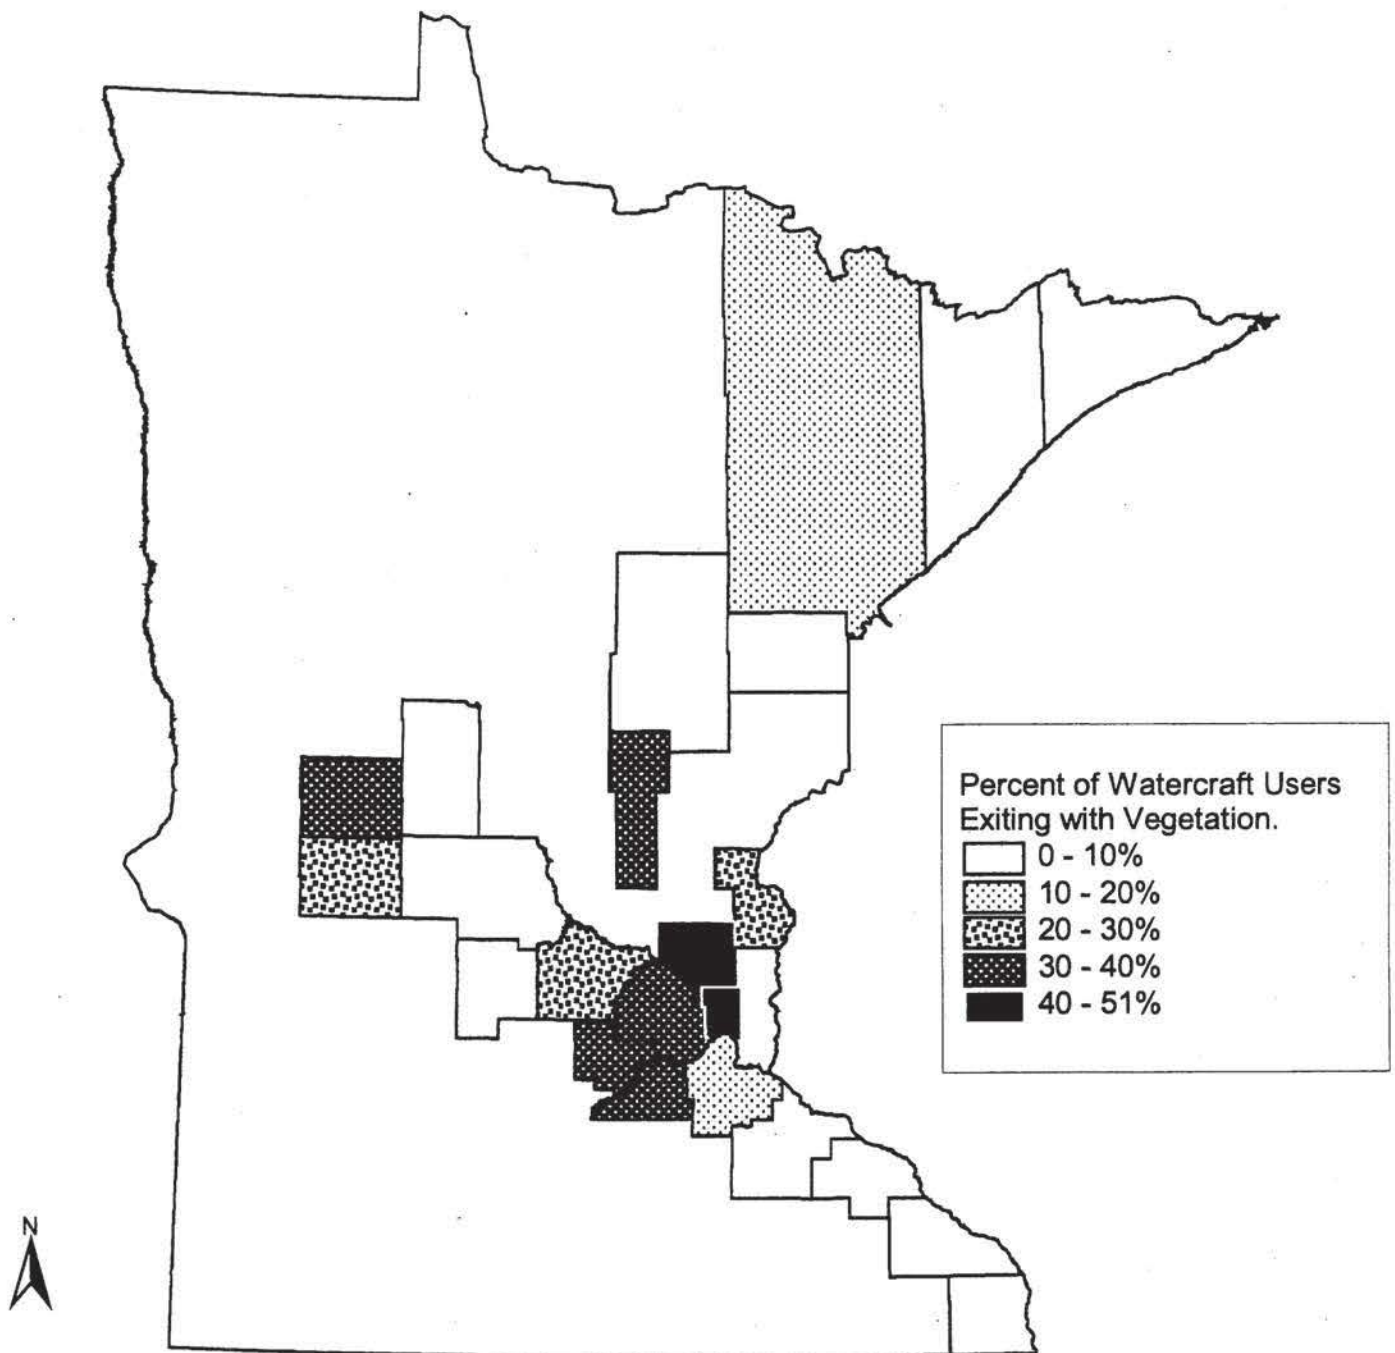 Percent of Watercraft Users
Exiting with Vegetation.
0 - 10%
10 - 20%
20 - 30%
30 - 40%
40 - 51%
N